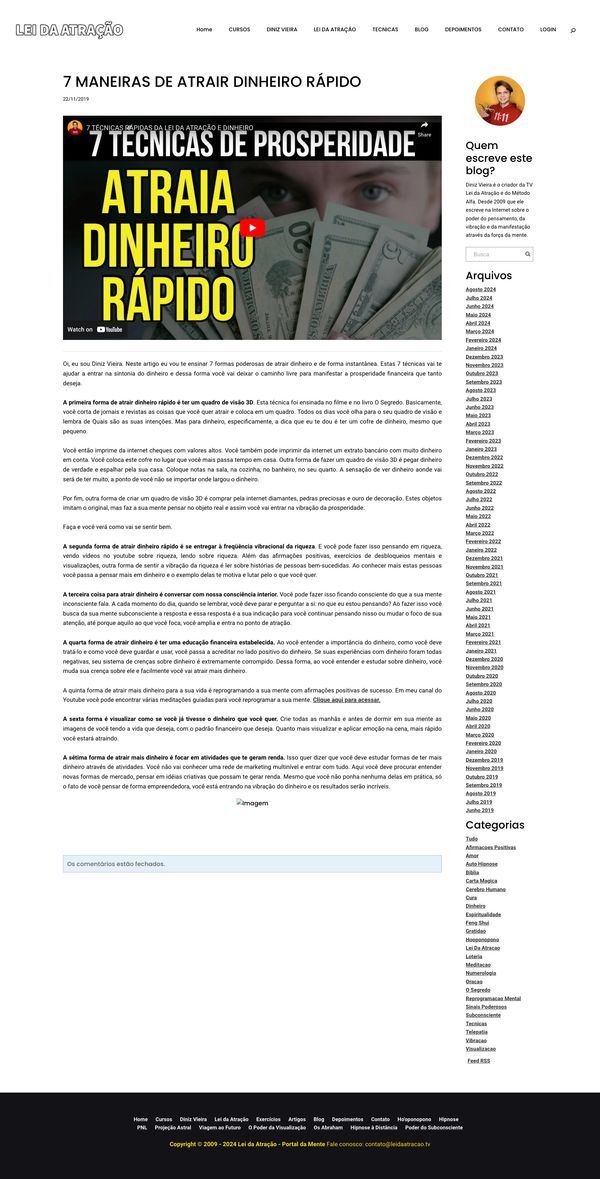 LEI DA ATRAÇÃO
Home CURSOS DINIZ VIEIRA LEI DA ATRAÇÃO TECNICAS BLOG DEPOIMENTOS CONTATO LOGIN
7 MANEIRAS DE ATRAIR DINHEIRO RÁPIDO
22/11/2019
7 TÉCNICAS RÁPIDAS DA LEI DA ATRAÇÃO E DINHEIRO
Share
7 TECNICAS DE PROSPERIDADE
ATRAIA
DINHEIRO
RÁPIDO
Watch on YouTube
Oi, eu sou Diniz Vieira. Neste artigo eu vou te ensinar 7 formas poderosas de atrair dinheiro e de forma instantânea. Estas 7 técnicas vai te
ajudar a entrar na sintonia do dinheiro e dessa forma você vai deixar o caminho livre para manifestar a prosperidade financeira que tanto
deseja.
A primeira forma de atrair dinheiro rápido é ter um quadro de visão 3D. Esta técnica foi ensinada no filme e no livro O Segredo. Basicamente,
você corta de jornais e revistas as coisas que você quer atrair e coloca em um quadro. Todos os dias você olha para o seu quadro de visão e
lembra de Quais são as suas intenções. Mas para dinheiro, especificamente, a dica que eu te dou é ter um cofre de dinheiro, mesmo que
pequeno.
Você então imprime da internet cheques com valores altos. Você também pode imprimir da internet um extrato bancário com muito dinheiro
em conta. Você coloca este cofre no lugar que você mais passa tempo em casa. Outra forma de fazer um quadro de visão 3D é pegar dinheiro
de verdade e espalhar pela sua casa. Coloque notas na sala, na cozinha, no banheiro, no seu quarto. A sensação de ver dinheiro aonde vai
será de ter muito, a ponto de você não se importar onde largou o dinheiro.
Por fim, outra forma de criar um quadro de visão 3D é comprar pela internet diamantes, pedras preciosas e ouro de decoração. Estes objetos
imitam o original, mas faz a sua mente pensar no objeto real e assim você vai entrar na vibração da prosperidade.
Faça e você verá como vai se sentir bem.
A segunda forma de atrair dinheiro rápido é se entregar à freqüência vibracional da riqueza. E você pode fazer isso pensando em riqueza,
vendo vídeos no youtube sobre riqueza, lendo sobre riqueza. Além das afirmações positivas, exercícios de desbloqueios mentais e
visualizações, outra forma de sentir a vibração da riqueza é ler sobre histórias de pessoas bem-sucedidas. Ao conhecer mais estas pessoas
você passa a pensar mais em dinheiro e o exemplo delas te motiva e lutar pelo o que você quer.
A terceira coisa para atrair dinheiro é conversar com nossa consciência interior. Você pode fazer isso ficando consciente do que a sua mente
inconsciente fala. A cada momento do dia, quando se lembrar, você deve parar e perguntar a si: no que eu estou pensando? Ao fazer isso você
busca da sua mente subconsciente a resposta e essa resposta é a sua indicação para você continuar pensando nisso ou mudar o foco de sua
atenção, até porque aquilo ao que você foca, você amplia e entra no ponto de atração.
A quarta forma de atrair dinheiro é ter uma educação financeira estabelecida. Ao você entender a importância do dinheiro, como você deve
tratá-lo e como você deve guardar e usar, você passa a acreditar no lado positivo do dinheiro. Se suas experiências com dinheiro foram todas
negativas, seu sistema de crenças sobre dinheiro é extremamente corrompido. Dessa forma, ao você entender e estudar sobre dinheiro, você
muda sua crença sobre ele e facilmente você vai atrair mais dinheiro.
A quinta forma de atrair mais dinheiro para a sua vida é reprogramando a sua mente com afirmações positivas de sucesso. Em meu canal do
Youtube você pode encontrar várias meditações guiadas para você reprogramar a sua mente. Clique aqui para acessar.
A sexta forma é visualizar como se você já tivesse o dinheiro que você quer. Crie todas as manhãs e antes de dormir em sua mente as
imagens de você tendo a vida que deseja, com o padrão financeiro que deseja. Quanto mais visualizar e aplicar emoção na cena, mais rápido
você estará atraindo.
A sétima forma de atrair mais dinheiro é focar em atividades que te geram renda. Isso quer dizer que você deve estudar formas de ter mais
dinheiro através de atividades. Você não vai conhecer uma rede de marketing multinível e entrar com tudo. Aqui você deve procurar entender
novas formas de mercado, pensar em idéias criativas que possam te gerar renda. Mesmo que você não ponha nenhuma delas em prática, só
o fato de você pensar de forma empreendedora, você está entrando na vibração do dinheiro e os resultados serão incríveis.
Imagem
Os comentários estão fechados.
11:11
Quem
escreve este
blog?
Diniz Vieira é o criador da TV
Lei da Atração e do Método
Alfa. Desde 2009 que ele
escreve na Internet sobre o
poder do pensamento, da
vibração e da manifestação
através da força da mente.
Busca
Arquivos
Agosto 2024
Julho 2024
Junho 2024
Maio 2024
Abril 2024
Março 2024
Fevereiro 2024
Janeiro 2024
Dezembro 2023
Novembro 2023
Outubro 2023
Setembro 2023
Agosto 2023
Julho 2023
Junho 2023
Maio 2023
Abril 2023
Março 2023
Fevereiro 2023
Janeiro 2023
Dezembro 2022
Novembro 2022
Outubro 2022
Setembro 2022
Agosto 2022
Julho 2022
Junho 2022
Maio 2022
Abril 2022
Março 2022
Fevereiro 2022
Janeiro 2022
Dezembro 2021
Novembro 2021
Outubro 2021
Setembro 2021
Agosto 2021
Julho 2021
Junho 2021
Maio 2021
Abril 2021
Março 2021
Fevereiro 2021
Janeiro 2021
Dezembro 2020
Novembro 2020
Outubro 2020
Setembro 2020
Agosto 2020
Julho 2020
Junho 2020
Maio 2020
Abril 2020
Março 2020
Fevereiro 2020
Janeiro 2020
Dezembro 2019
Novembro 2019
Outubro 2019
Setembro 2019
Agosto 2019
Julho 2019
Junho 2019
Categorias
Tudo
Afirmacoes Positivas
Amor
Auto Hipnose
Bíblia
Carta Magica
Cerebro Humano
Cura
Dinheiro
Espiritualidade
Feng Shui
Gratidao
Hooponopono
Lei Da Atracao
Loteria
Meditacao
Numerologia
Oracao
O Segredo
Reprogramacao Mental
Sinais Poderosos
Subconsciente
Tecnicas
Telepatia
Vibracao
Visualizacao
Feed RSS
Home Cursos Diniz Vieira Lei da Atração Exercícios Artigos Blog Depoimentos Contato Ho'oponopono Hipnose
PNL Projeção Astral Viagem ao Futuro O Poder da Visualização Os Abraham Hipnose à Distância Poder do Subconsciente
Copyright © 2009 - 2024 Lei da Atração - Portal da Mente Fale conosco: contato@leidaatracao.tv